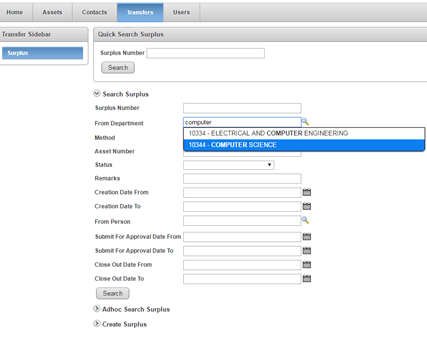 Home Assets Contacts Transfers Users
Transfer Sidebar
Surplus
Quick Search Surplus
Surplus Number
Search
Search Surplus
Surplus Number
From Department computer
10334 - ELECTRICAL AND COMPUTER ENGINEERING
Method
10344 - COMPUTER SCIENCE
Asset Number
Status
Remarks
Creation Date From
Creation Date To
From Person
Submit For Approval Date From
Submit For Approval Date To
Close Out Date From
Close Out Date To
Search
Adhoc Search Surplus
Create Surplus